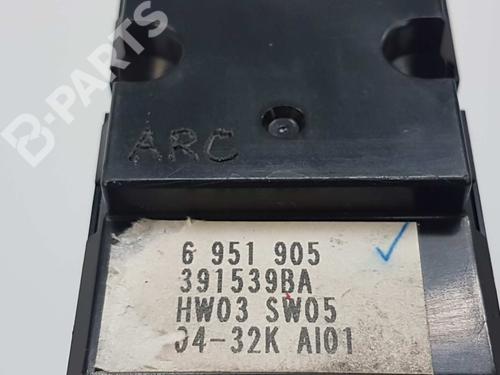 B-PARTS
ARC
6 951 905
391539BA
HW03 SW05
04-32K AI01